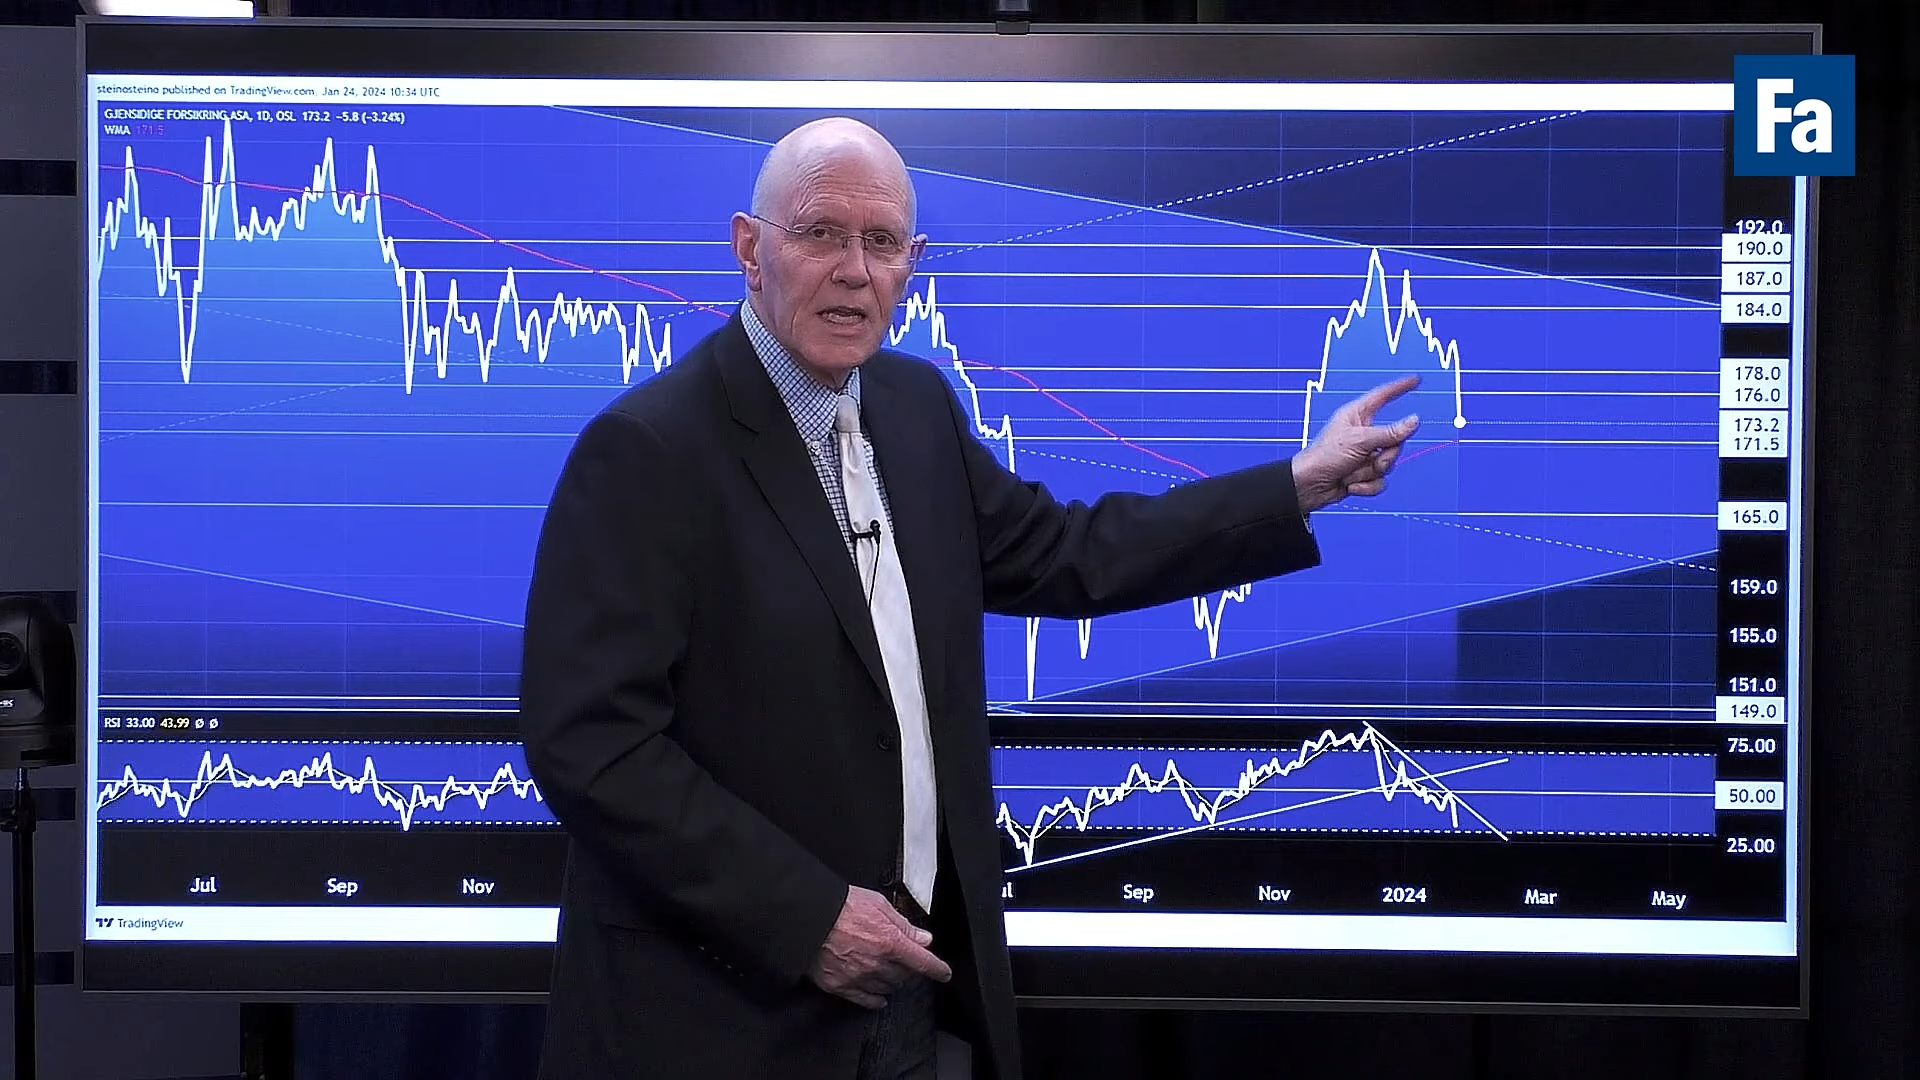 Fa
steinosteino published on TradingView.com, Jan 24, 2024 10:34 UTC
GJENSIDIGE FORSIKRING ASA, 1D, OSL 173.2 −5.8 (−3.24%)
WMA 171.5
192.0
190.0
187.0
184.0
178.0
176.0
173.2
171.5
165.0
159.0
155.0
151.0
149.0
RSI 33.00 43.99 Ø Ø
75.00
50.00
25.00
Jul Sep Nov Sep Nov 2024 Mar May
TradingView